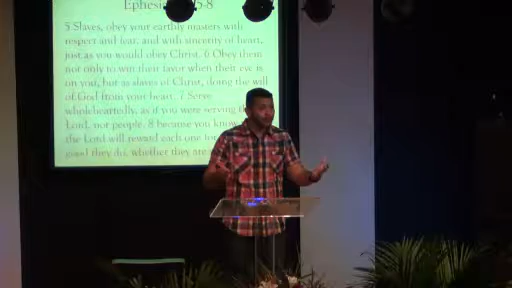 Ephesi 5-8
5 Slaves, obey your earthly masters with
respect and fear, and with sincerity of heart,
just as you would obey Christ. 6 Obey them
not only to win their favor when their eye is
on you, but as slaves of Christ, doing the will
of God from your heart. 7 Serve
wholeheartedly, as if you were serving
Lord, not people, 8 because you know
the Lord will reward each one for
good they do, whether they are